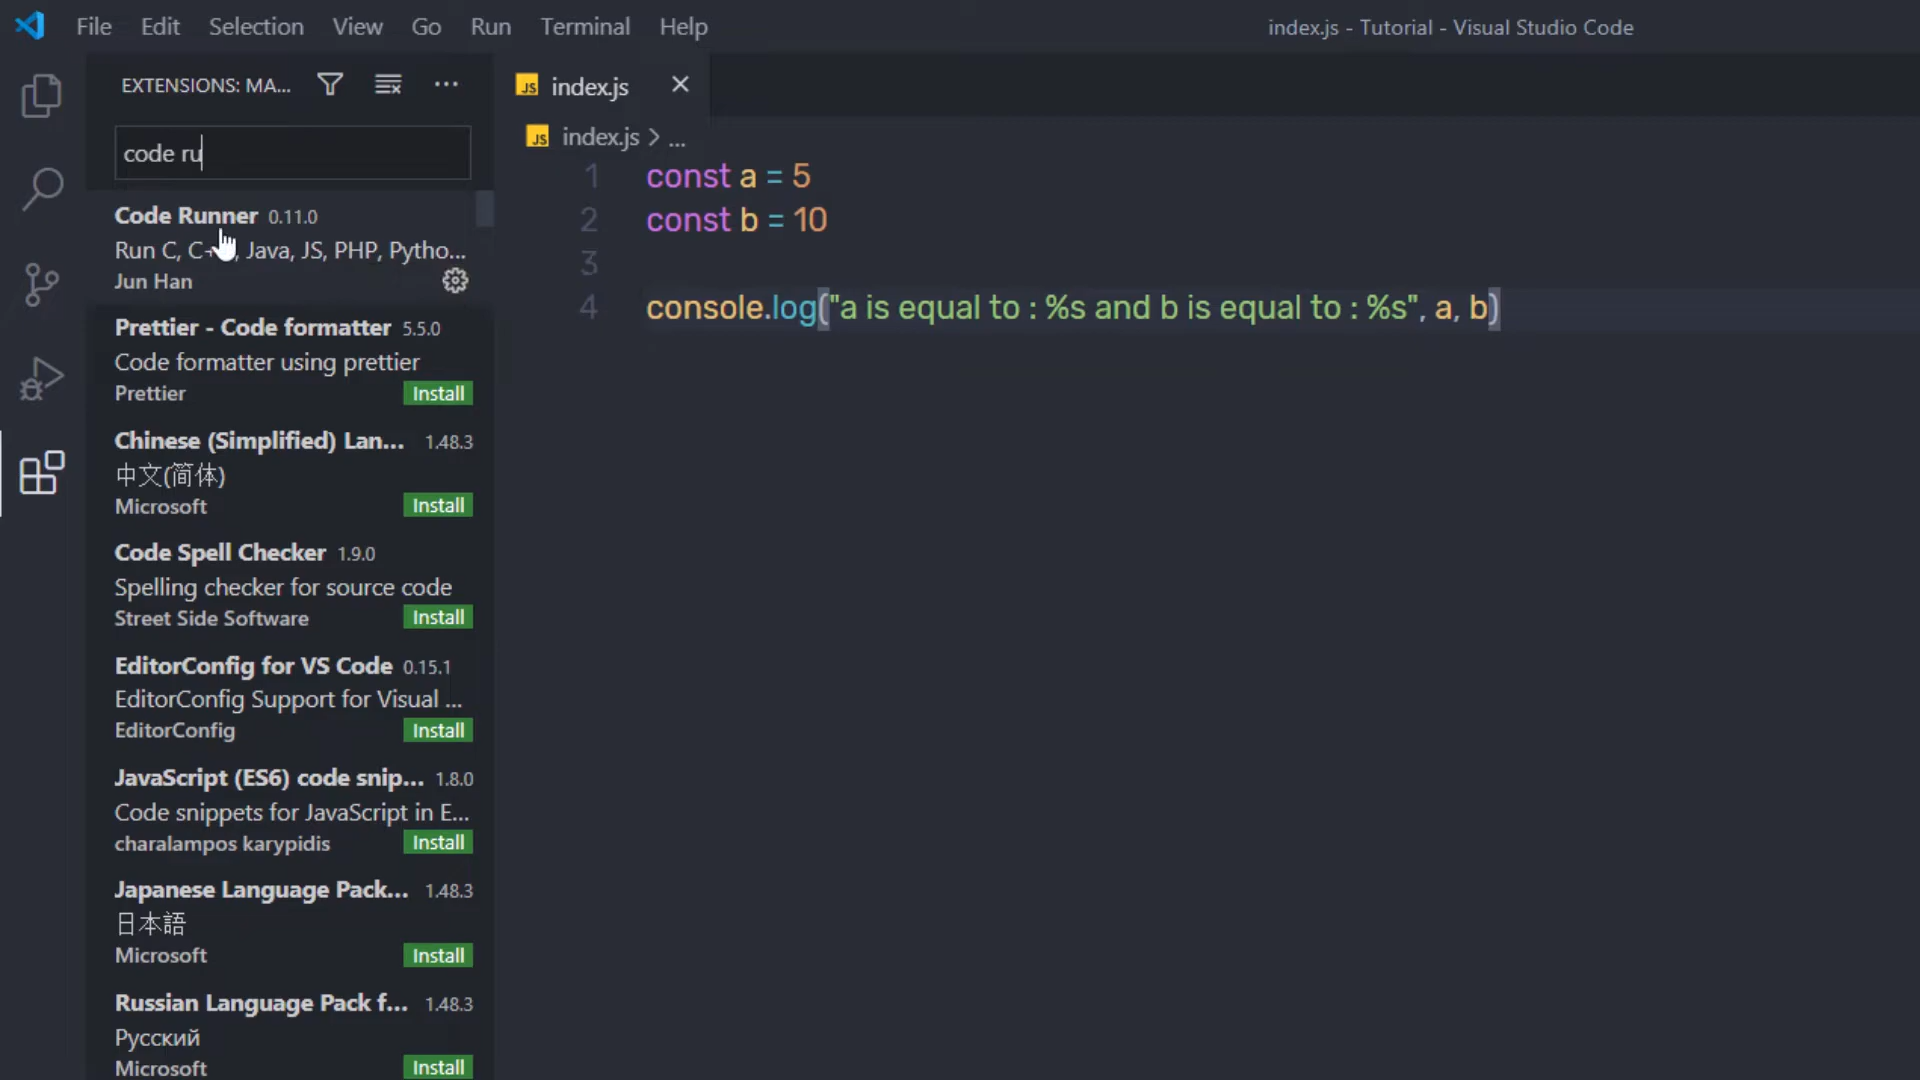 File Edit Selection View Go Run Terminal Help
index.js - Tutorial - Visual Studio Code
EXTENSIONS: MA...
code ru
Code Runner 0.11.0
Run C, C Java, JS, PHP, Pytho...
Jun Han
Prettier - Code formatter 5.5.0
Code formatter using prettier
Prettier Install
Chinese (Simplified) Lan... 1.48.3
中文(简体)
Microsoft Install
Code Spell Checker 1.9.0
Spelling checker for source code
Street Side Software Install
EditorConfig for VS Code 0.15.1
EditorConfig Support for Visual ...
EditorConfig Install
JavaScript (ES6) code snip... 1.8.0
Code snippets for JavaScript in E...
charalampos karypidis Install
Japanese Language Pack... 1.48.3
日本語
Microsoft Install
Russian Language Pack f... 1.48.3
Русский
Microsoft Install
JS index.js
JS index.js > ...
1 const a = 5
2 const b = 10
3
4 console.log("a is equal to : %s and b is equal to : %s", a, b)